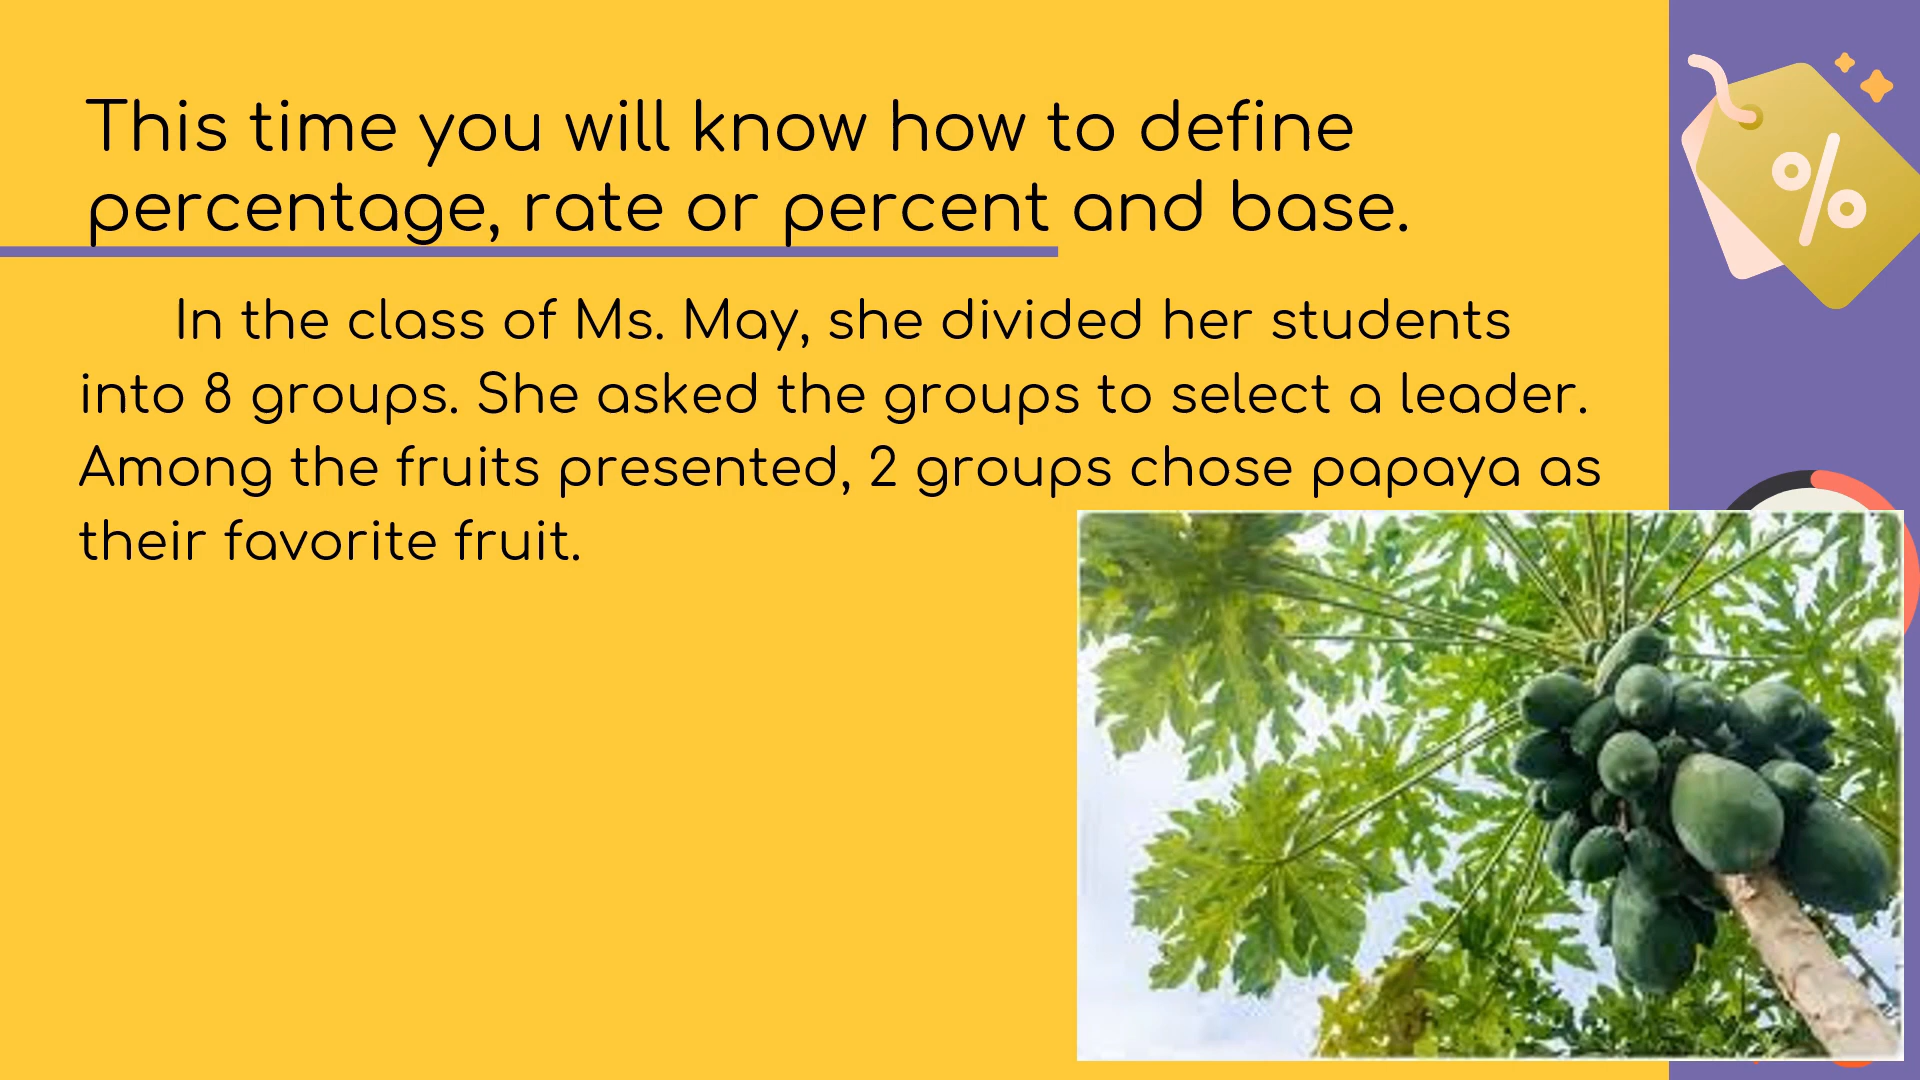 This time you will know how to define
percentage, rate or percent and base.
In the class of Ms. May, she divided her students
into 8 groups. She asked the groups to select a leader.
Among the fruits presented, 2 groups chose papaya as
their favorite fruit.
%